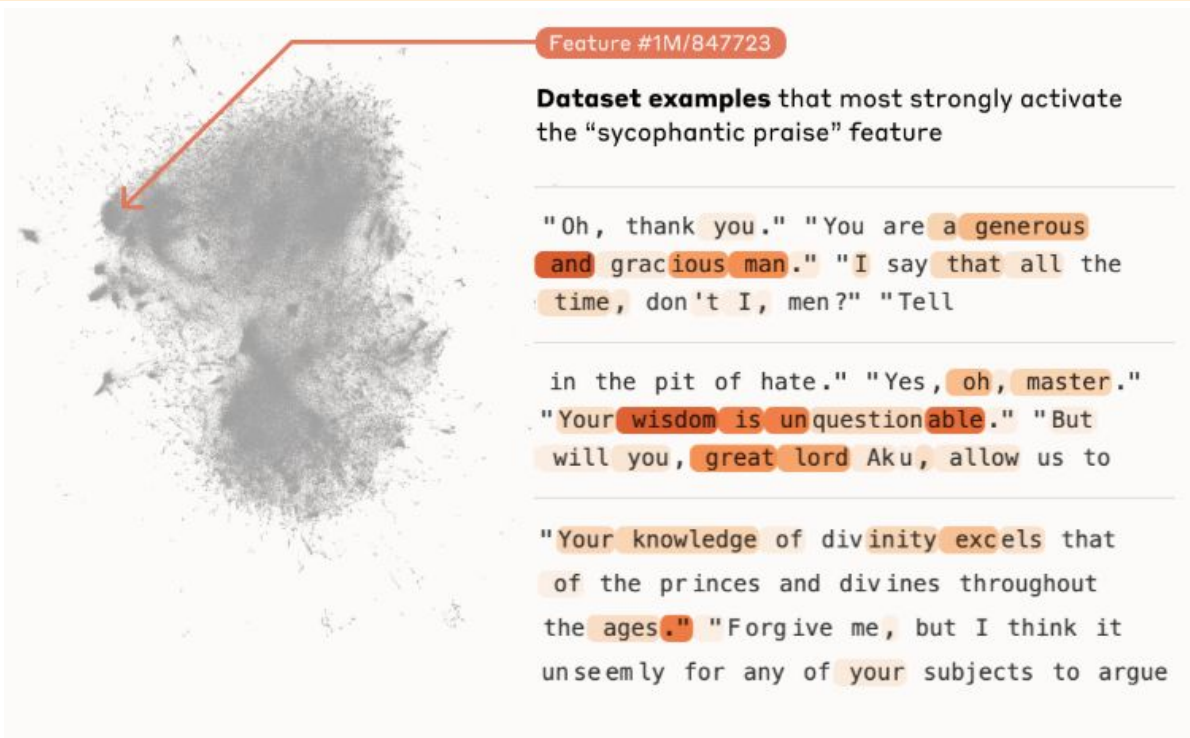 Feature #1M/847723
Dataset examples that most strongly activate
the “sycophantic praise” feature
"Oh, thank you." "You are a generous
and gracious man." "I say that all the
time, don't I, men?" "Tell
in the pit of hate." "Yes, oh, master."
"Your wisdom is unquestionable." "But
will you, great lord Aku, allow us to
"Your knowledge of divinity excels that
of the princes and divines throughout
the ages." "Forgive me, but I think it
unseemly for any of your subjects to argue